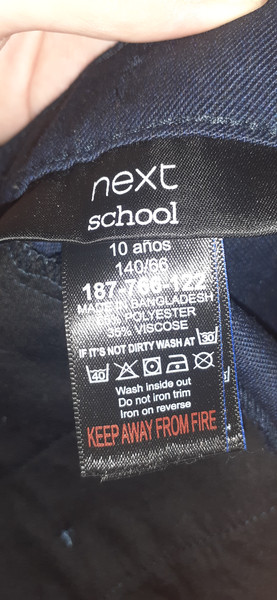 next
school
10 años
140/66
187-766-122
MADE IN BANGLADESH
POLYESTER
35% VISCOSE
IF IT'S NOT DIRTY WASH AT 30
40
Wash inside out
Do not iron trim
Iron on reverse
KEEP AWAY FROM FIRE